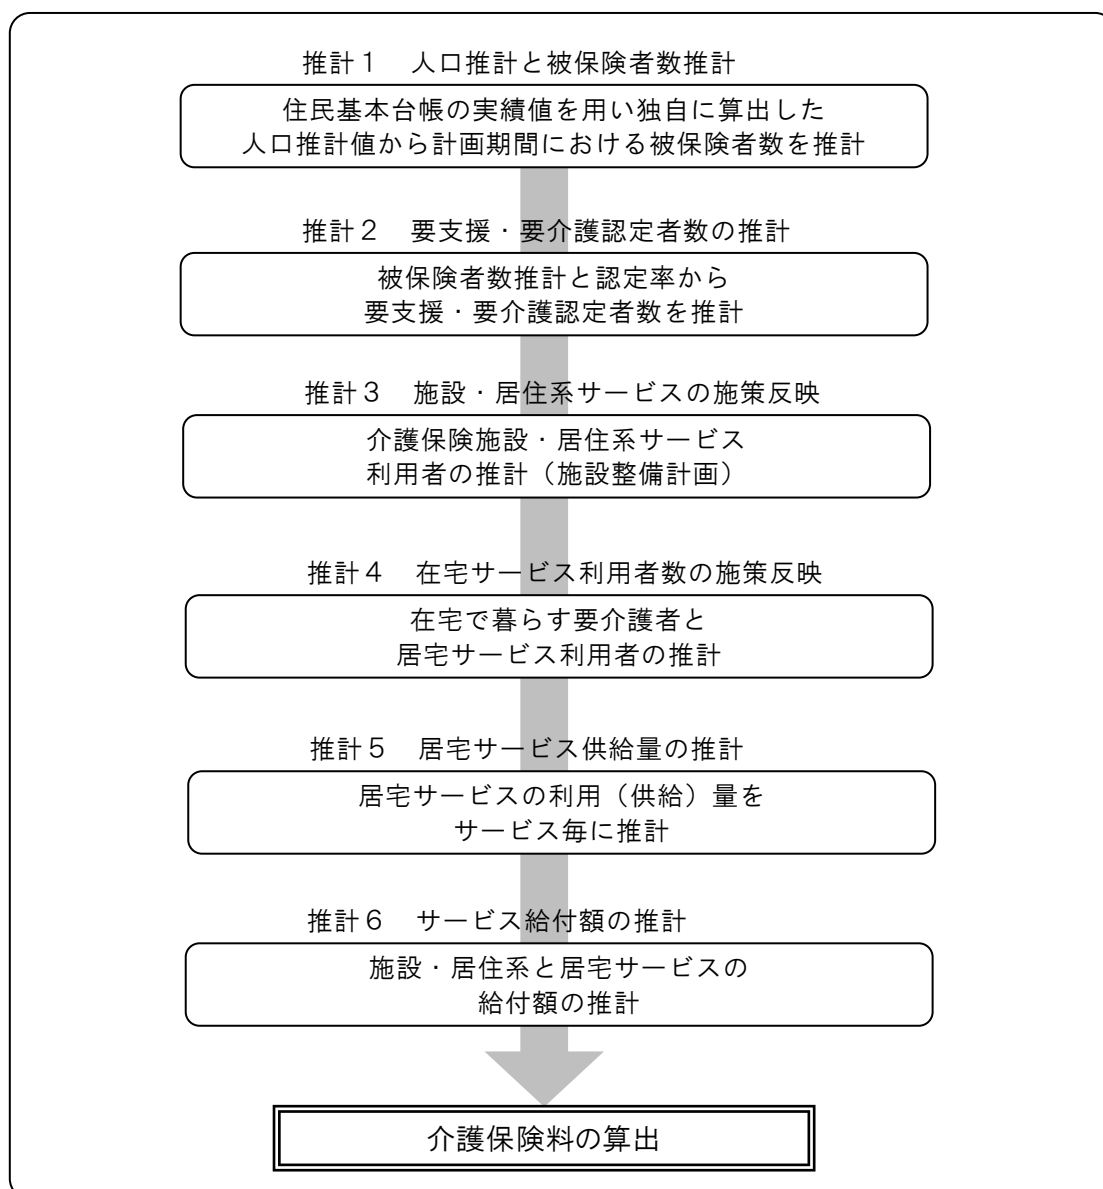 推計１　人口推計と被保険者数推計
住民基本台帳の実績値を用い独自に算出した
人口推計値から計画期間における被保険者数を推計
推計２　要支援・要介護認定者数の推計
被保険者数推計と認定率から
要支援・要介護認定者数を推計
推計３　施設・居住系サービスの施策反映
介護保険施設・居住系サービス
利用者の推計（施設整備計画）
推計４　在宅サービス利用者数の施策反映
在宅で暮らす要介護者と
居宅サービス利用者の推計
推計５　居宅サービス供給量の推計
居宅サービスの利用（供給）量を
サービス毎に推計
推計６　サービス給付額の推計
施設・居住系と居宅サービスの
給付額の推計
介護保険料の算出